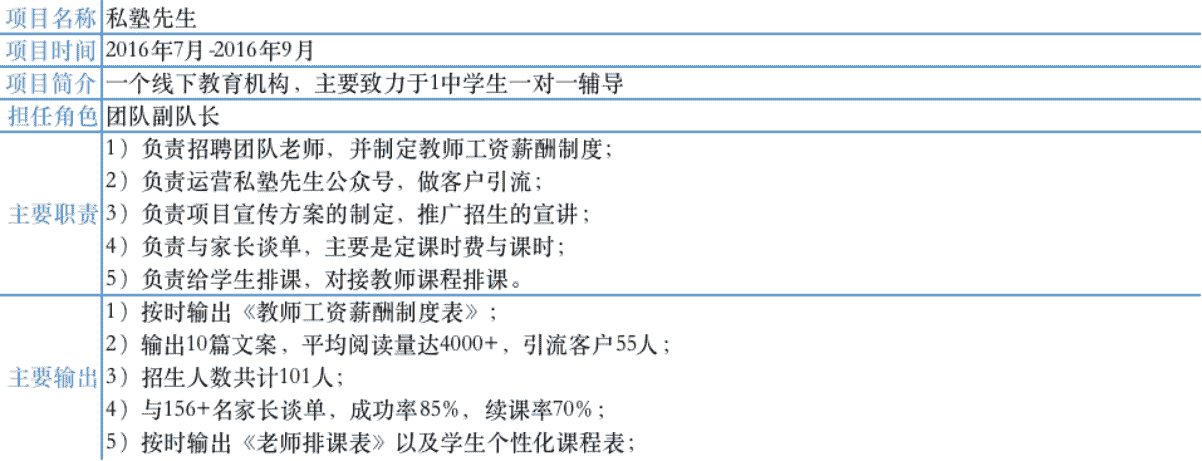 项目名称 私塾先生
项目时间 2016年7月-2016年9月
项目简介 一个线下教育机构，主要致力于1中学生一对一辅导
担任角色 团队副队长
1）负责招聘团队老师，并制定教师工资薪酬制度；
2）负责运营私塾先生公众号，做客户引流；
主要职责 3）负责项目宣传方案的制定，推广招生的宣讲；
4）负责与家长谈单，主要是定课时费与课时；
5）负责给学生排课，对接教师课程排课。
1）按时输出《教师工资薪酬制度表》；
2）输出10篇文案，平均阅读量达4000+，引流客户55人；
主要输出 3）招生人数共计101人；
4）与156+名家长谈单，成功率85%，续课率70%；
5）按时输出《老师排课表》以及学生个性化课程表；